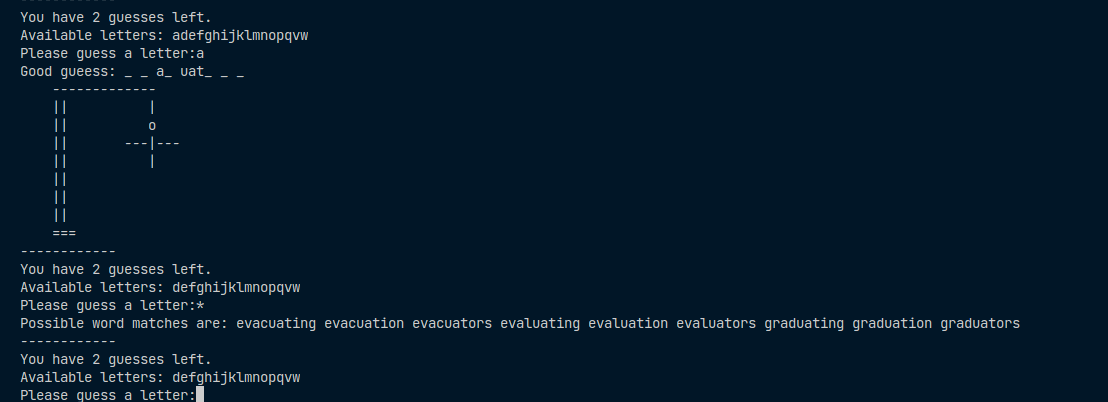 ------------
You have 2 guesses left.
Available letters: adefghijklmnopqvw
Please guess a letter:a
Good gueess: _ _ a_ uat_ _ _
    -------------
    ||          |
    ||          o
    ||       ---|---
    ||          |
    ||
    ||
    ||
    ===
------------
You have 2 guesses left.
Available letters: defghijklmnopqvw
Please guess a letter:*
Possible word matches are: evacuating evacuation evacuators evaluating evaluation evaluators graduating graduation graduators
------------
You have 2 guesses left.
Available letters: defghijklmnopqvw
Please guess a letter: